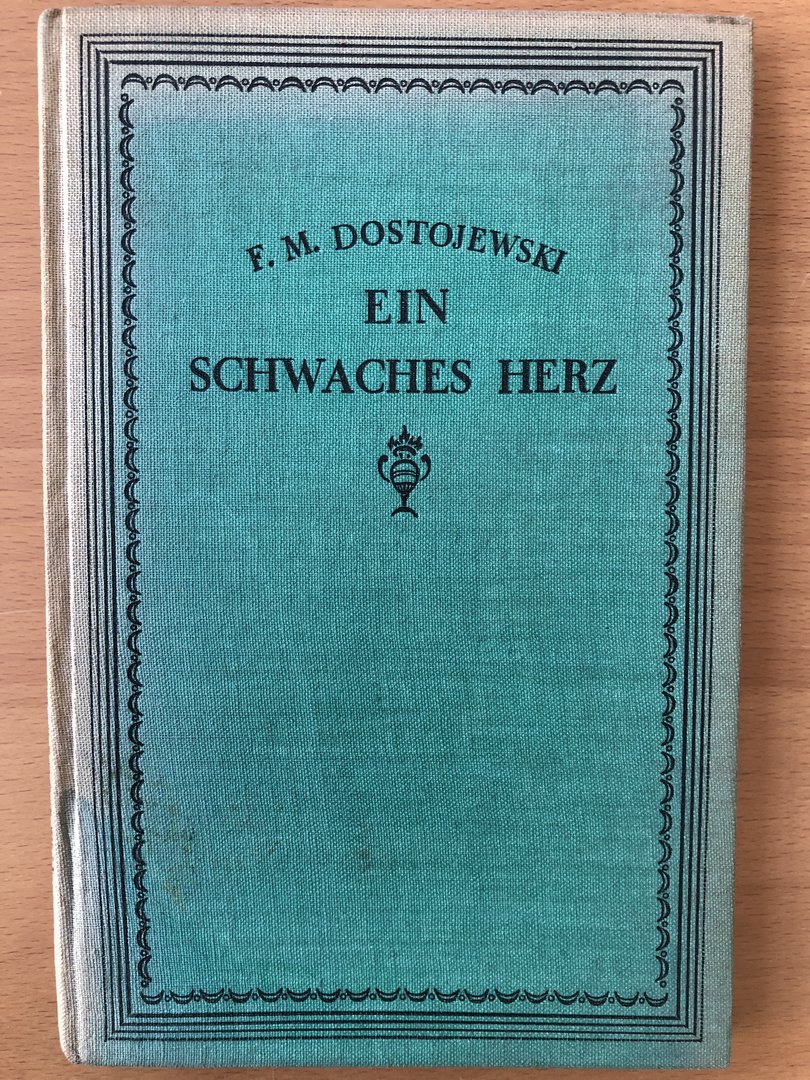 F. M. DOSTOJEWSKI
EIN
SCHWACHES HERZ